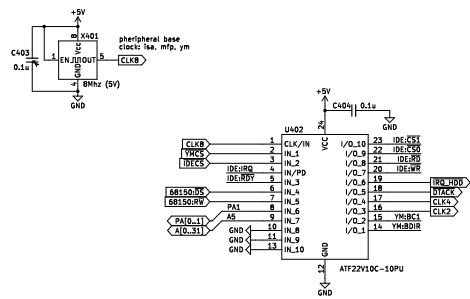 +5V
X401
pheripheral base
clock: isa, mfp, ym
C403
0.1u
8
Vcc
1
EN
OUT
5
CLK8
GND
4
8Mhz (5V)
GND
+5V
C404
0.1u
GND
24
U402
VCC
CLK8
1
CLK/IN
I/O_10
23
IDE:CS1
YMCS
2
IN_1
I/O_9
22
IDE:CS0
IDECS
3
IN_2
I/O_8
21
IDE:RD
IDE:IRQ
4
IN/PD
I/O_7
20
IDE:WR
IDE:RDY
5
IN_3
I/O_6
19
IRQ_HDD
68150:DS
6
IN_4
I/O_5
18
DTACK
68150:RW
7
IN_5
I/O_4
17
CLK4
PA[0..1]
PA1
8
IN_6
I/O_3
16
CLK2
A[0..31]
A5
9
IN_7
I/O_2
15
YM:BC1
GND
10
IN_8
I/O_1
14
YM:BDIR
GND
11
IN_9
GND
13
IN_10
GND
12
GND
ATF22V10C-10PU